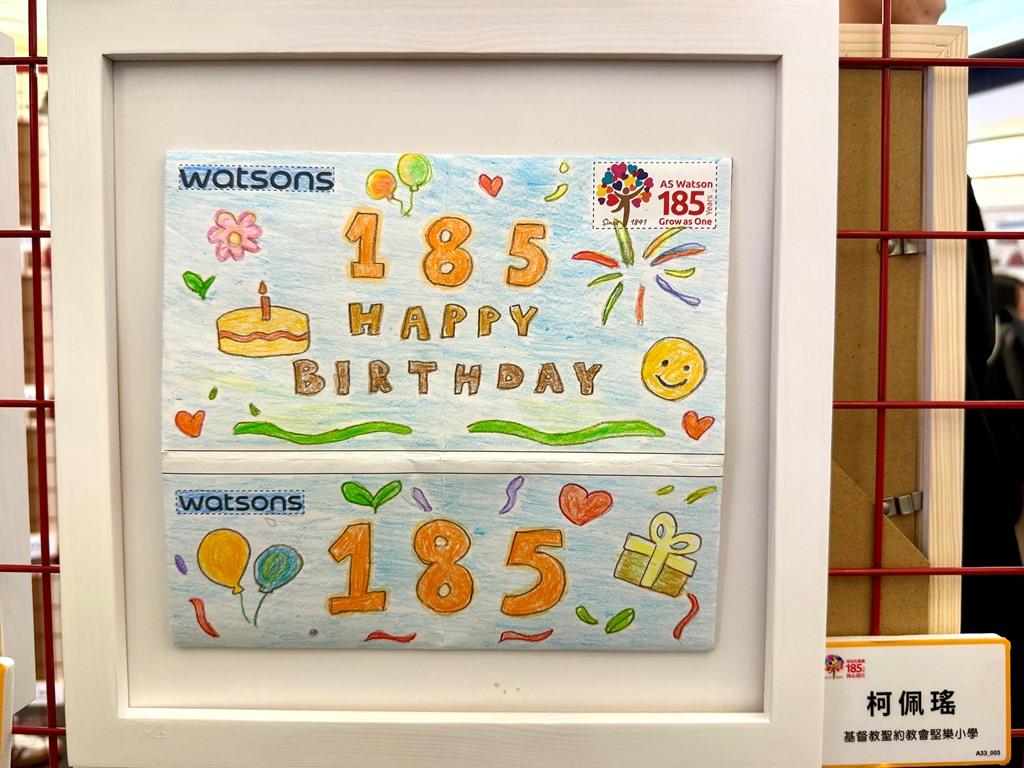 watsons
AS Watson
185 Years
Since 1841
Grow as One
185
HAPPY
BIRTHDAY
watsons
185
185
柯佩瑤
基督教聖約教會堅樂小學
A33_003